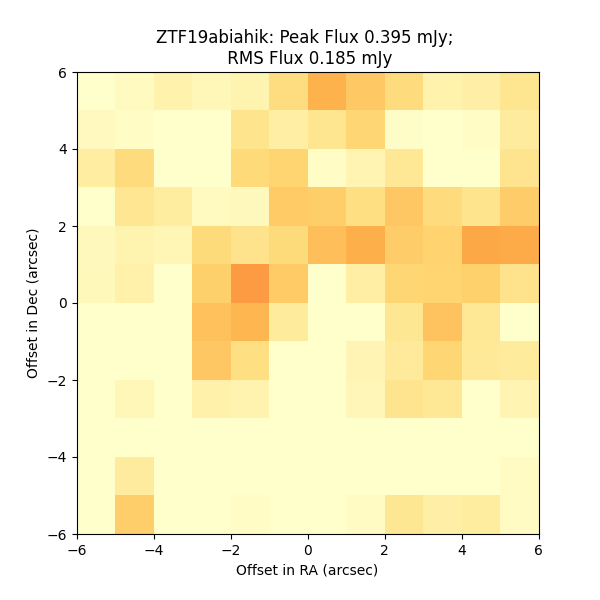 ZTF19abiahik: Peak Flux 0.395 mJy;
RMS Flux 0.185 mJy
6
4
2
0
−2
−4
−6
Offset in Dec (arcsec)
−6 −4 −2 0 2 4 6
Offset in RA (arcsec)